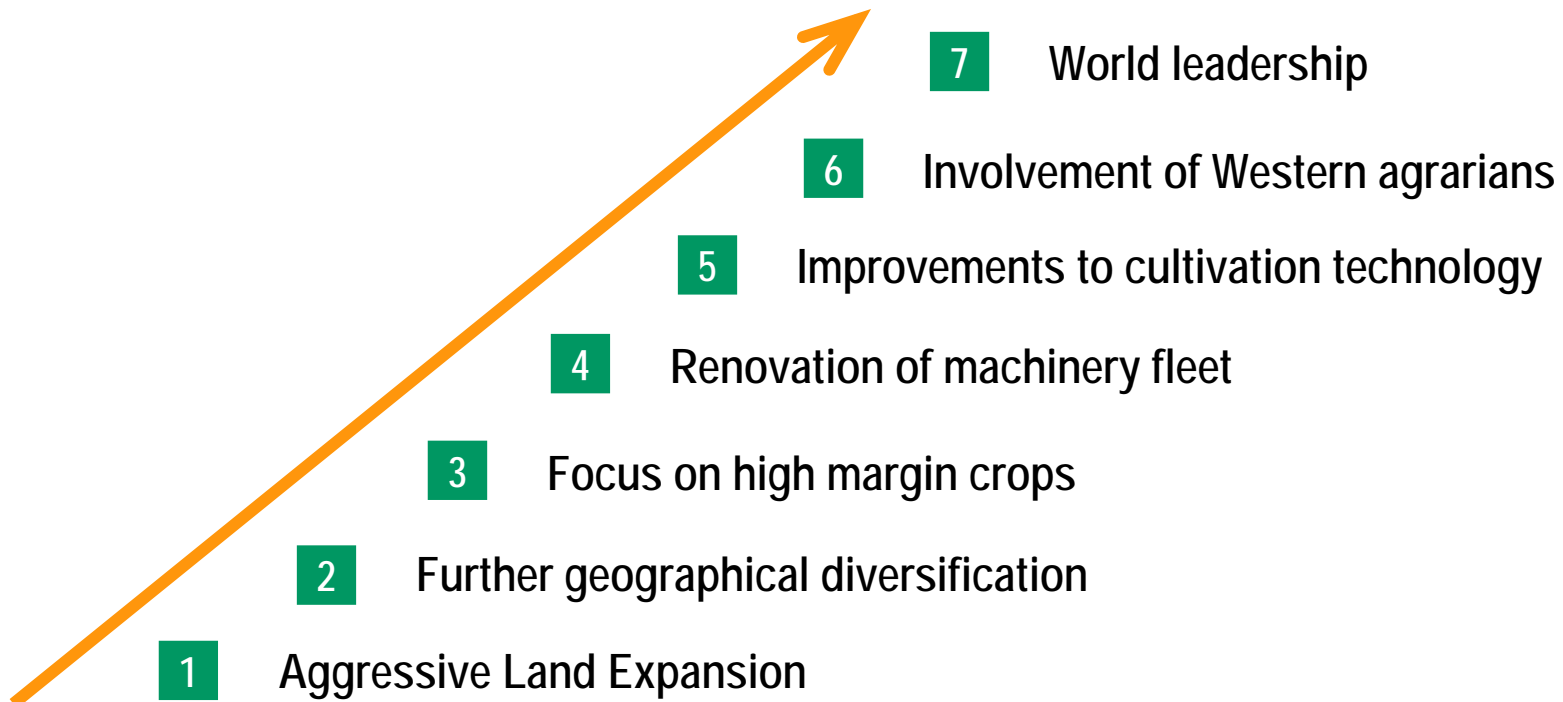 7 World leadership
6 Involvement of Western agrarians
5 Improvements to cultivation technology
4 Renovation of machinery fleet
3 Focus on high margin crops
2 Further geographical diversification
1 Aggressive Land Expansion